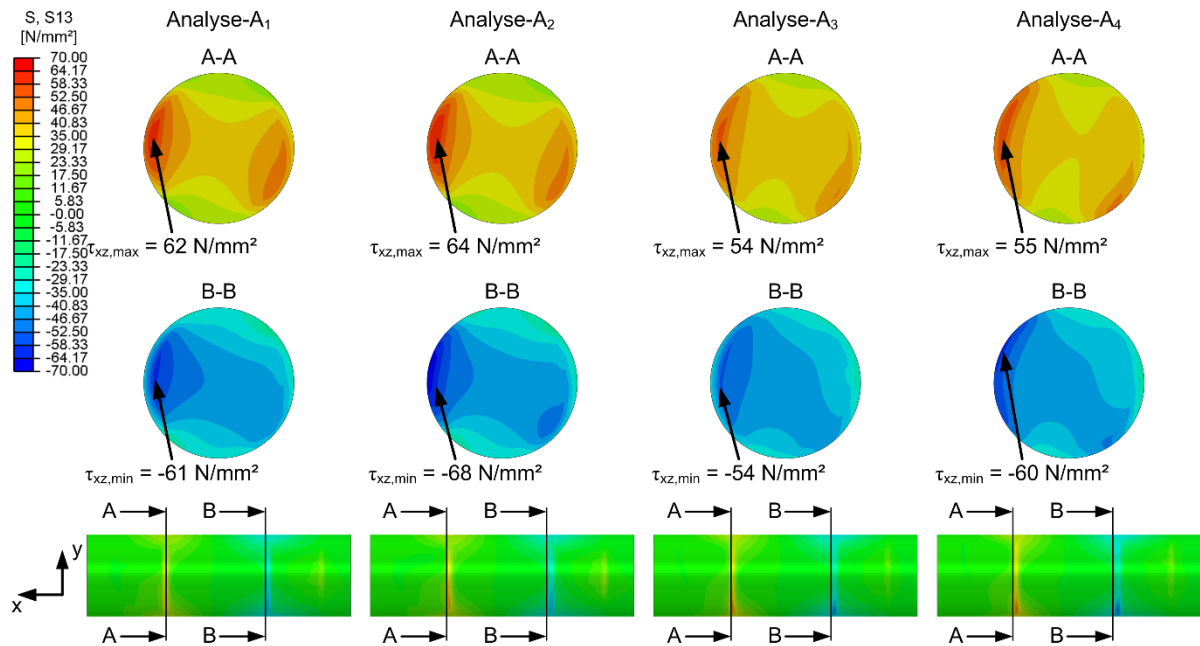 S, S13
[N/mm²]
70.00
64.17
58.33
52.50
46.67
40.83
35.00
29.17
23.33
17.50
11.67
5.83
-0.00
-5.83
-11.67
-17.50
-23.33
-29.17
-35.00
-40.83
-46.67
-52.50
-58.33
-64.17
-70.00
Analyse-A₁ Analyse-A₂ Analyse-A₃ Analyse-A₄
A-A A-A A-A A-A
τxz,max = 62 N/mm² τxz,max = 64 N/mm² τxz,max = 54 N/mm² τxz,max = 55 N/mm²
B-B B-B B-B B-B
τxz,min = -61 N/mm² τxz,min = -68 N/mm² τxz,min = -54 N/mm² τxz,min = -60 N/mm²
A B A B A B A B
y
x
A B A B A B A B